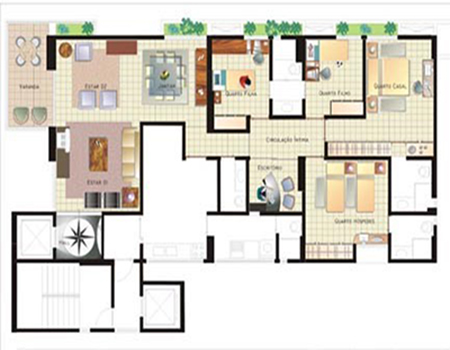 VARANDA
ESTAR 02
JANTAR
QUARTO FILHA
QUARTO FILHO
QUARTO CASAL
CIRCULAÇÃO ÍNTIMA
ESCRITÓRIO
ESTAR 01
QUARTO HÓSPEDES
HALL